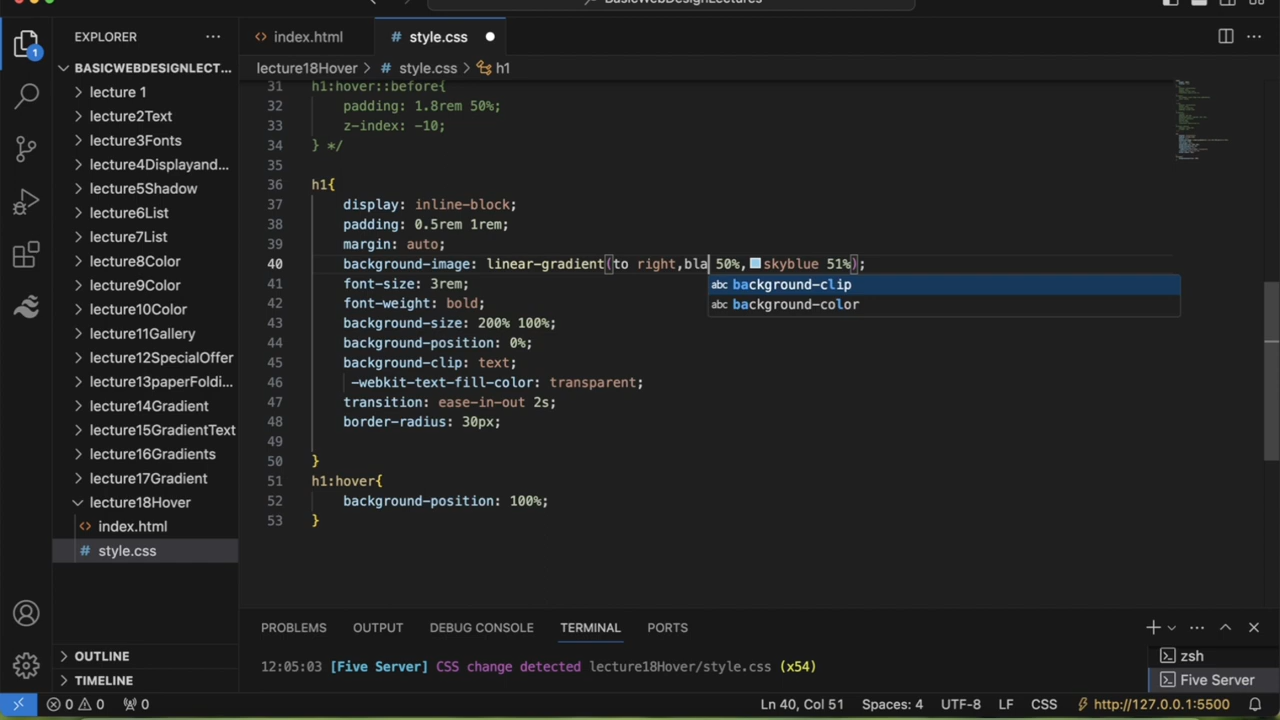 BasicWebDesignLectures
EXPLORER
index.html
# style.css
BASICWEBDESIGNLECT...
lecture18Hover > # style.css > h1
lecture 1
lecture2Text
lecture3Fonts
lecture4Displayand...
lecture5Shadow
lecture6List
lecture7List
lecture8Color
lecture9Color
lecture10Color
lecture11Gallery
lecture12SpecialOffer
lecture13paperFoldi...
lecture14Gradient
lecture15GradientText
lecture16Gradients
lecture17Gradient
lecture18Hover
index.html
# style.css
OUTLINE
TIMELINE
31 h1:hover::before{
32 padding: 1.8rem 50%;
33 z-index: -10;
34 } */
35
36 h1{
37 display: inline-block;
38 padding: 0.5rem 1rem;
39 margin: auto;
40 background-image: linear-gradient(to right,bla 50%,skyblue 51%);
abc background-clip
abc background-color
41 font-size: 3rem;
42 font-weight: bold;
43 background-size: 200% 100%;
44 background-position: 0%;
45 background-clip: text;
46 -webkit-text-fill-color: transparent;
47 transition: ease-in-out 2s;
48 border-radius: 30px;
49
50 }
51 h1:hover{
52 background-position: 100%;
53 }
PROBLEMS OUTPUT DEBUG CONSOLE TERMINAL PORTS
12:05:03 [Five Server] CSS change detected lecture18Hover/style.css (x54)
zsh
Five Server
1
0 0 0
Ln 40, Col 51 Spaces: 4 UTF-8 LF CSS http://127.0.0.1:5500